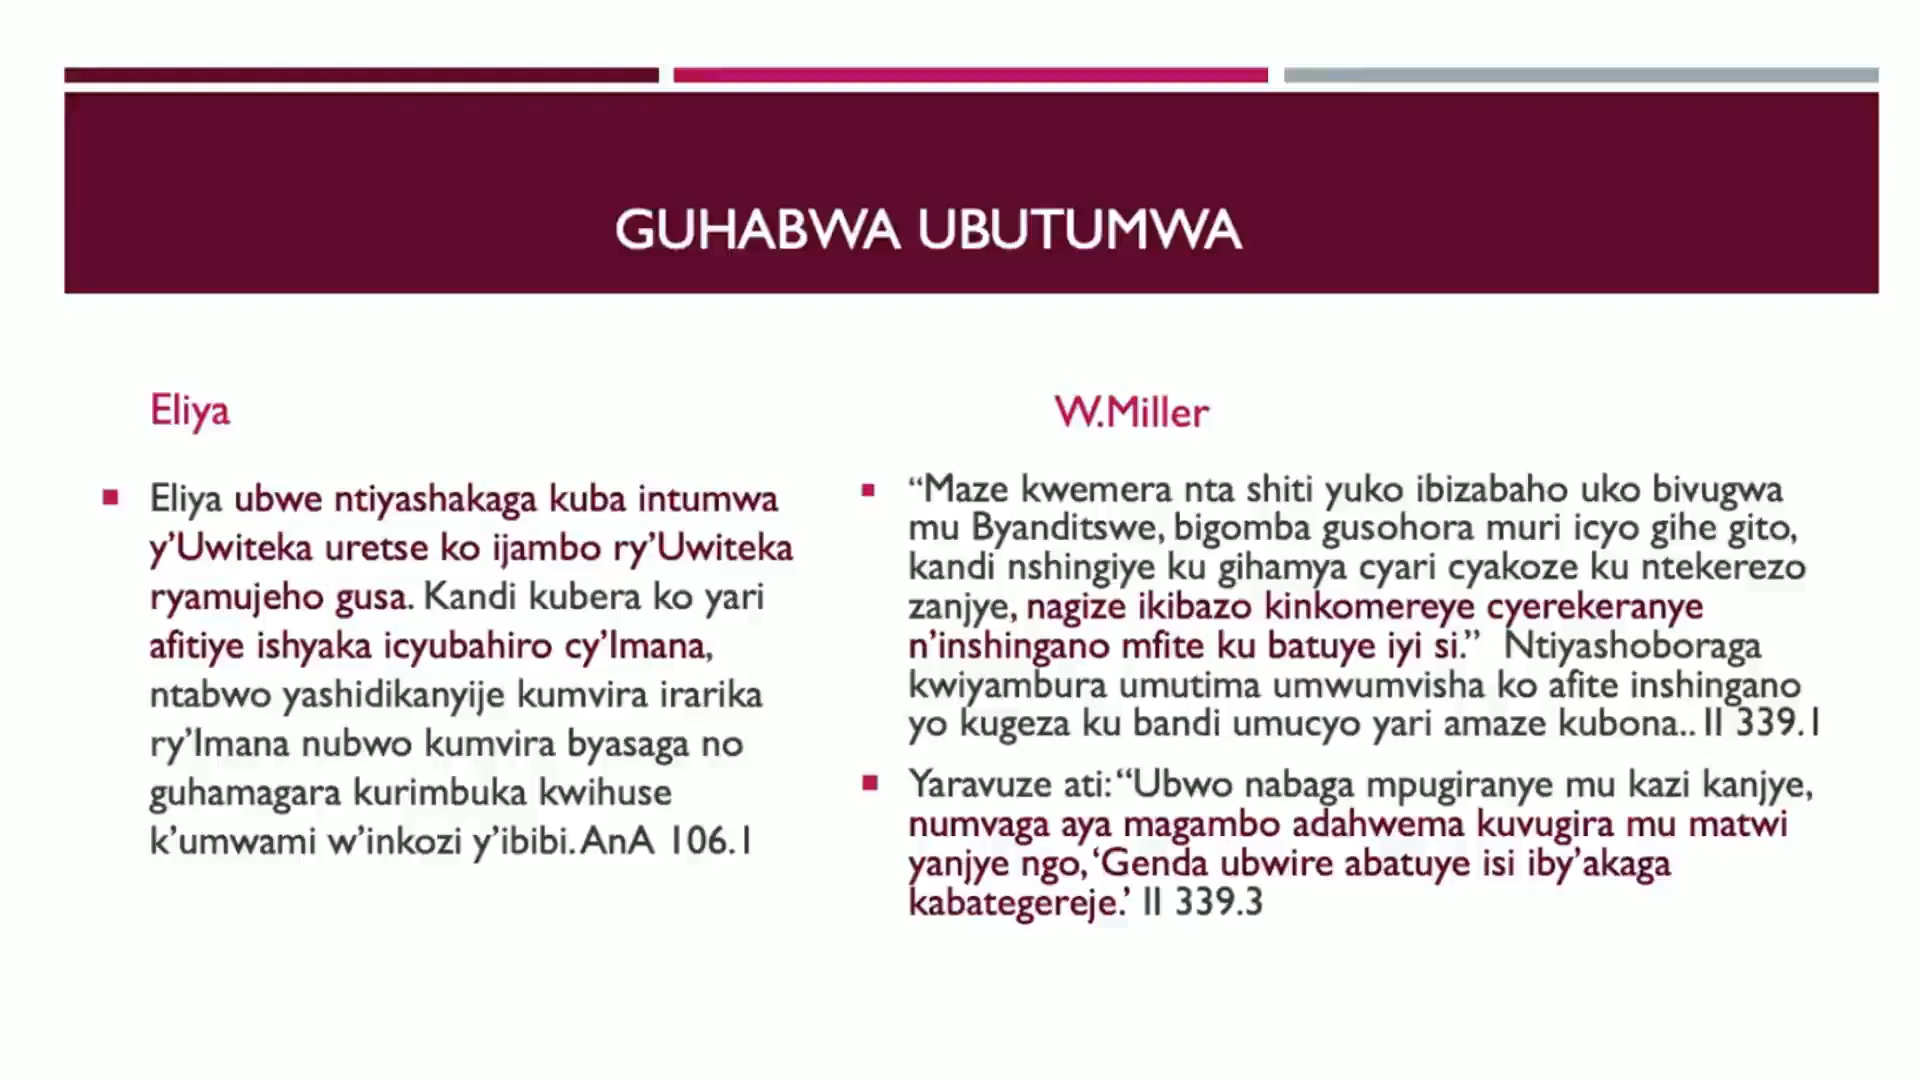 GUHABWA UBUTUMWA
Eliya
Eliya ubwe ntiyashakaga kuba intumwa
y’Uwiteka uretse ko ijambo ry’Uwiteka
ryamujeho gusa. Kandi kubera ko yari
afitiye ishyaka icyubahiro cy’Imana,
ntabwo yashidikanyije kumvira irarika
ry’Imana nubwo kumvira byasaga no
guhamagara kurimbuka kwihuse
k’umwami w’inkozi y’ibibi. AnA 106.1
W.Miller
“Maze kwemera nta shiti yuko ibizabaho uko bivugwa
mu Byanditswe, bigomba gusohora muri icyo gihe gito,
kandi nshingiye ku gihamya cyari cyakoze ku ntekerezo
zanjye, nagize ikibazo kinkomereye cyerekeranye
n’inshingano mfite ku batuye iyi si.” Ntiyashoboraga
kwiyambura umutima umwumvisha ko afite inshingano
yo kugeza ku bandi umucyo yari amaze kubona.. II 339.1
Yaravuze ati: “Ubwo nabaga mpugiranye mu kazi kanjye,
numvaga aya magambo adahwema kuvugira mu matwi
yanjye ngo, ‘Genda ubwire abatuye isi iby’akaga
kabategereje.’ II 339.3